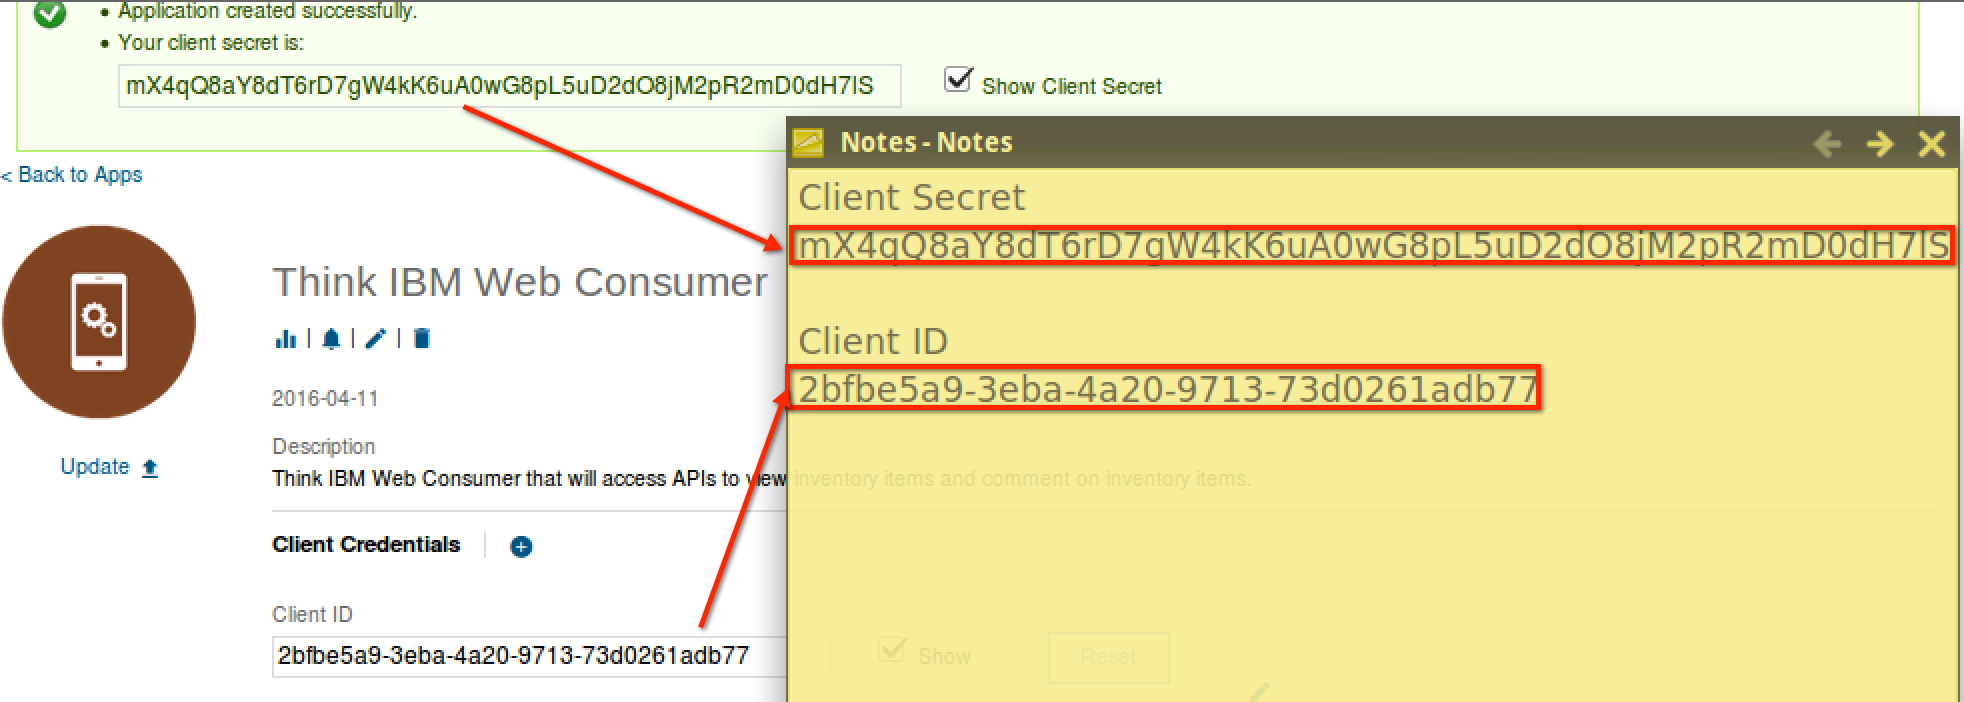 Application created successfully.
Your client secret is:
mX4qQ8aY8dT6rD7gW4kK6uA0wG8pL5uD2dO8jM2pR2mD0dH7lS
Show Client Secret
< Back to Apps
Think IBM Web Consumer
2016-04-11
Update
Description
Think IBM Web Consumer that will access APIs to view inventory items and comment on inventory items.
Client Credentials
Client ID
2bfbe5a9-3eba-4a20-9713-73d0261adb77
Show
Reset
Notes - Notes
Client Secret
mX4qQ8aY8dT6rD7gW4kK6uA0wG8pL5uD2dO8jM2pR2mD0dH7lS
Client ID
2bfbe5a9-3eba-4a20-9713-73d0261adb77